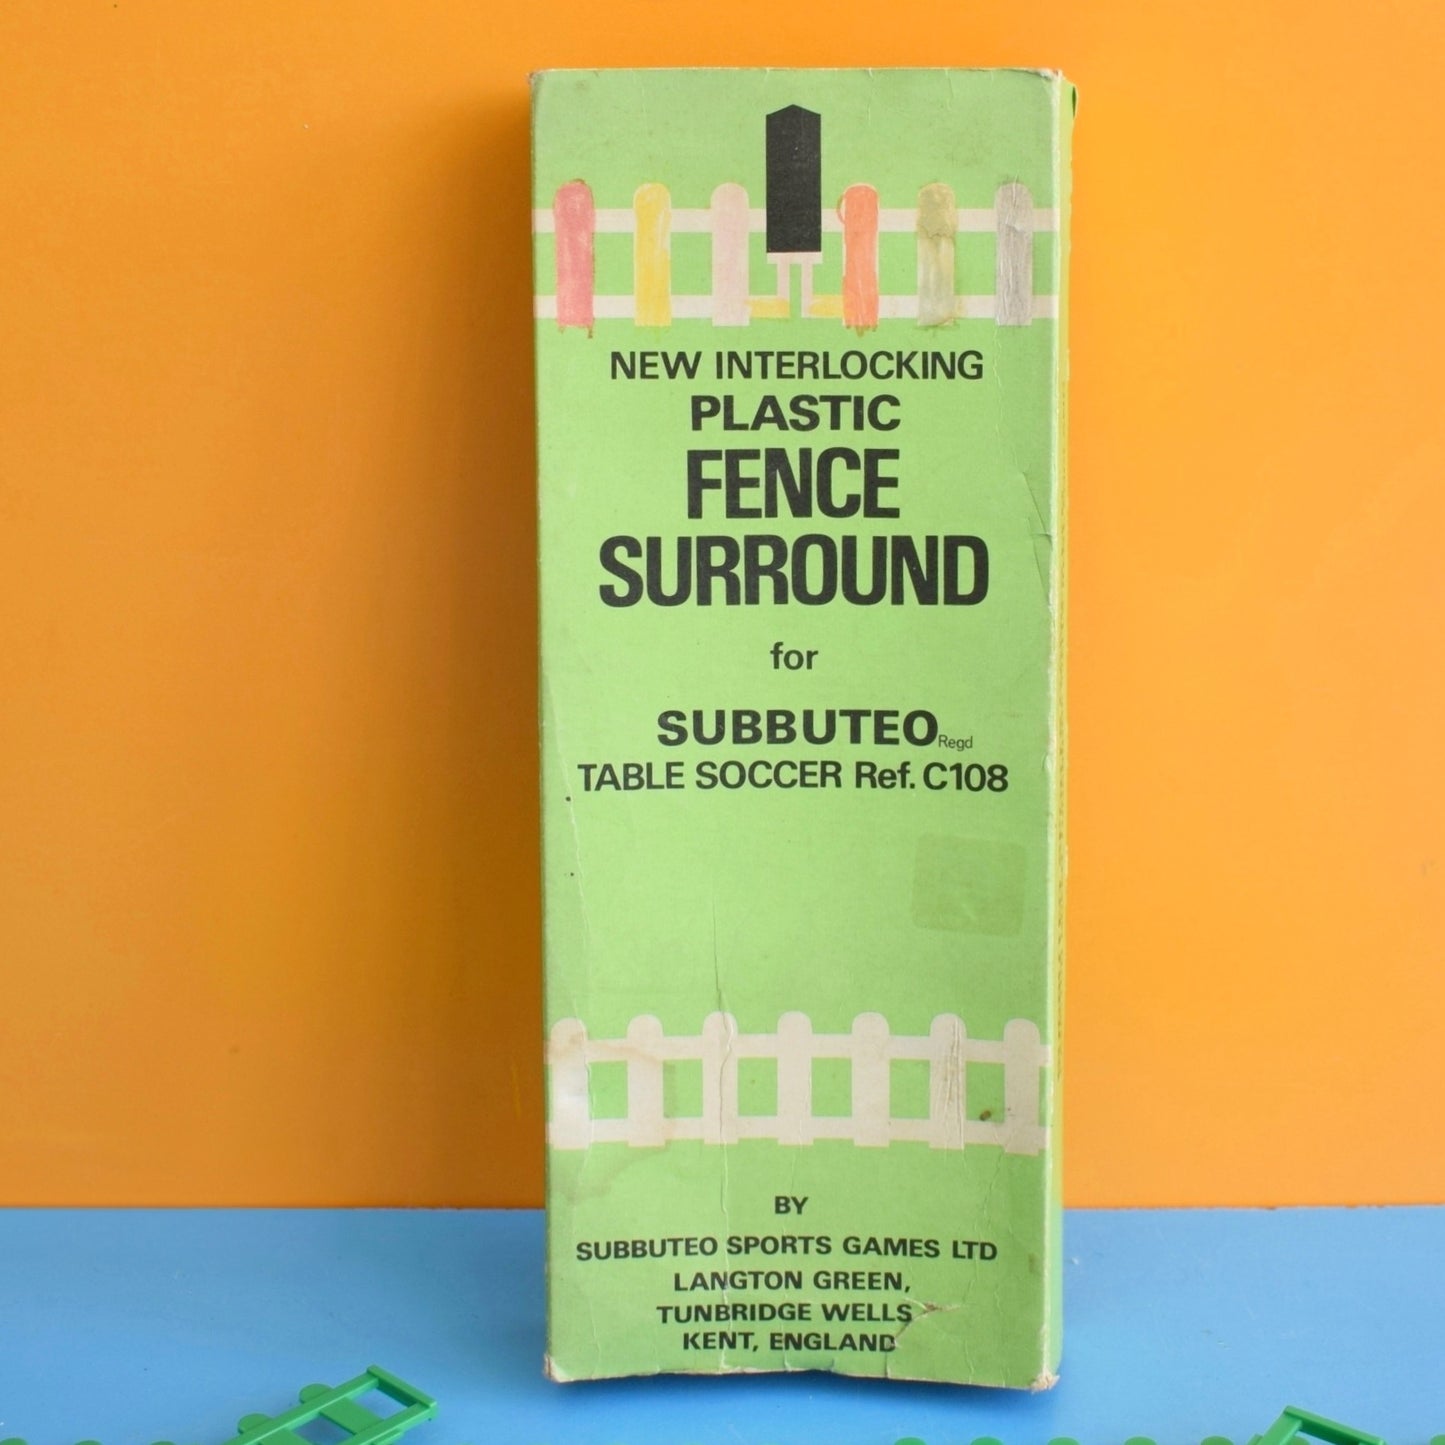 NEW INTERLOCKING
PLASTIC
FENCE
SURROUND
for
SUBBUTEO Regd
TABLE SOCCER Ref. C108
BY
SUBBUTEO SPORTS GAMES LTD
LANGTON GREEN,
TUNBRIDGE WELLS
KENT, ENGLAND